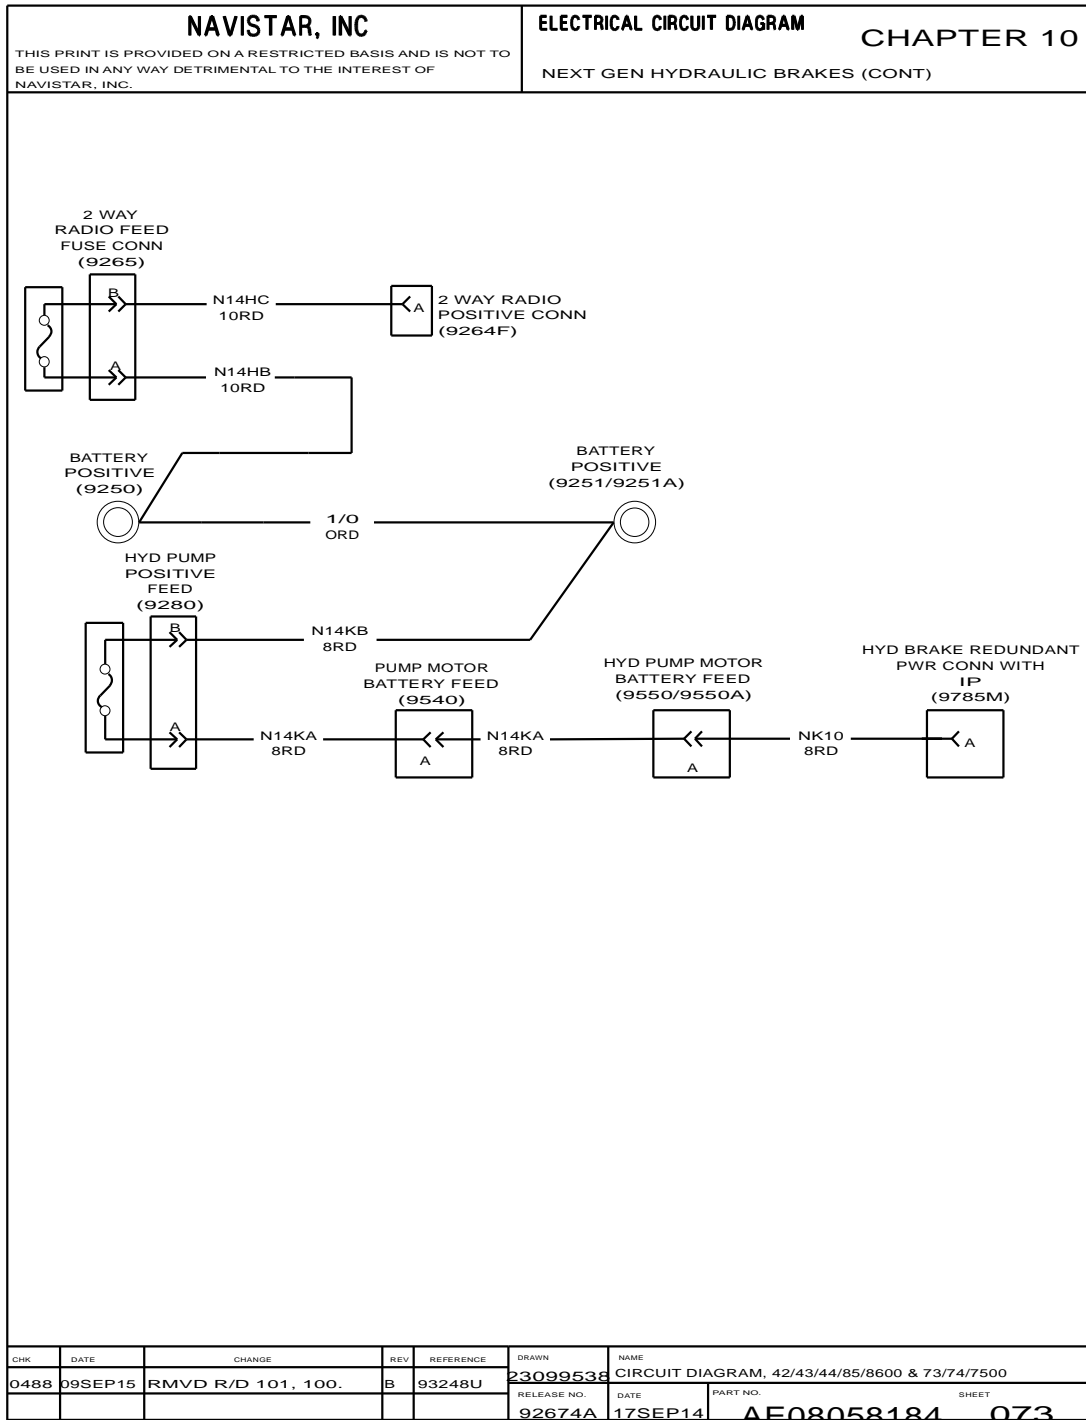 NAVISTAR, INC
THIS PRINT IS PROVIDED ON A RESTRICTED BASIS AND IS NOT TO
BE USED IN ANY WAY DETRIMENTAL TO THE INTEREST OF
NAVISTAR, INC.
ELECTRICAL CIRCUIT DIAGRAM
CHAPTER 10
NEXT GEN HYDRAULIC BRAKES (CONT)
2 WAY
RADIO FEED
FUSE CONN
(9265)
B
N14HC
10RD
A
2 WAY RADIO
POSITIVE CONN
(9264F)
A
N14HB
10RD
BATTERY
POSITIVE
(9250)
BATTERY
POSITIVE
(9251/9251A)
1/0
ORD
HYD PUMP
POSITIVE
FEED
(9280)
B
N14KB
8RD
PUMP MOTOR
BATTERY FEED
(9540)
HYD PUMP MOTOR
BATTERY FEED
(9550/9550A)
HYD BRAKE REDUNDANT
PWR CONN WITH
IP
(9785M)
A
N14KA
8RD
A
N14KA
8RD
A
NK10
8RD
A
CHK
DATE
CHANGE
REV
REFERENCE
DRAWN
NAME
0488
09SEP15
RMVD R/D 101, 100.
B
93248U
23099538
CIRCUIT DIAGRAM, 42/43/44/85/8600 & 73/74/7500
RELEASE NO.
DATE
PART NO.
SHEET
92674A
17SEP14
AE08058184
073